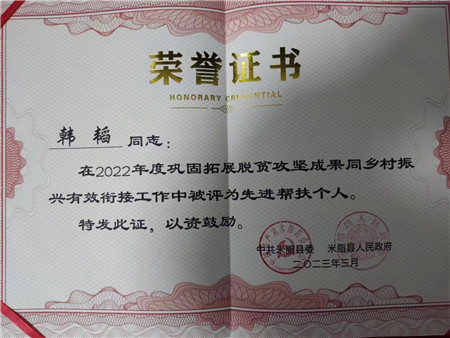 荣誉证书
HONORARY CREDENTIAL
韩韬 同志：
在2022年度巩固拓展脱贫攻坚成果同乡村振
兴有效衔接工作中被评为先进帮扶个人。
特发此证，以资鼓励。
中共米脂县委 米脂县人民政府
二〇二三年三月